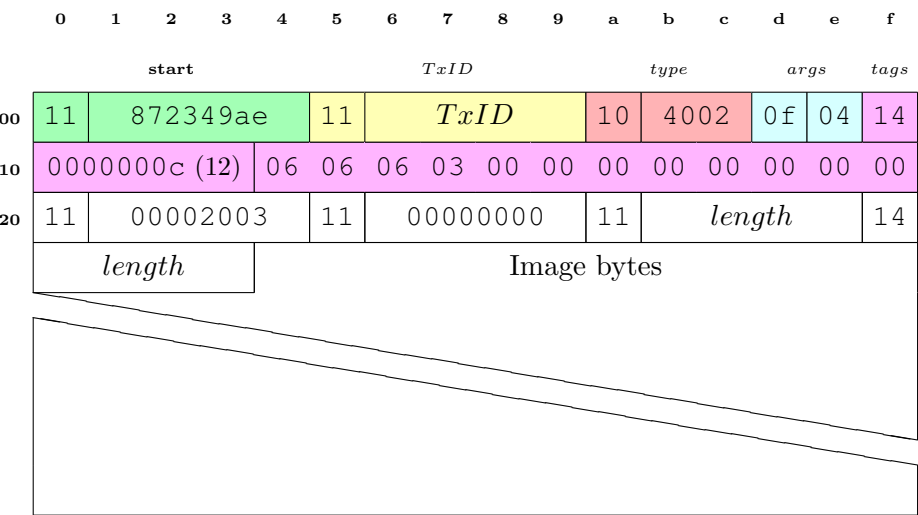 0 1 2 3 4 5 6 7 8 9 a b c d e f
start TxID type args tags
00 11 872349ae 11 TxID 10 4002 0f 04 14
10 0000000c (12) 06 06 06 03 00 00 00 00 00 00 00 00
20 11 00002003 11 00000000 11 length 14
length Image bytes